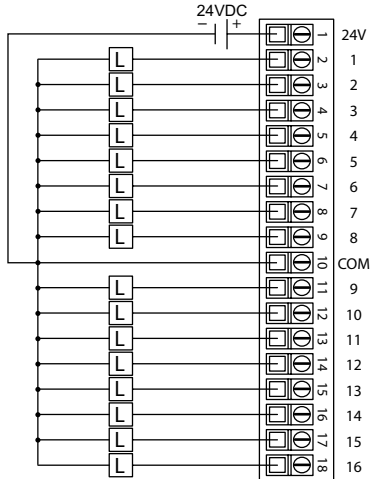 24VDC
− +
1 24V
L 2 1
L 3 2
L 4 3
L 5 4
L 6 5
L 7 6
L 8 7
L 9 8
10 COM
L 11 9
L 12 10
L 13 11
L 14 12
L 15 13
L 16 14
L 17 15
L 18 16